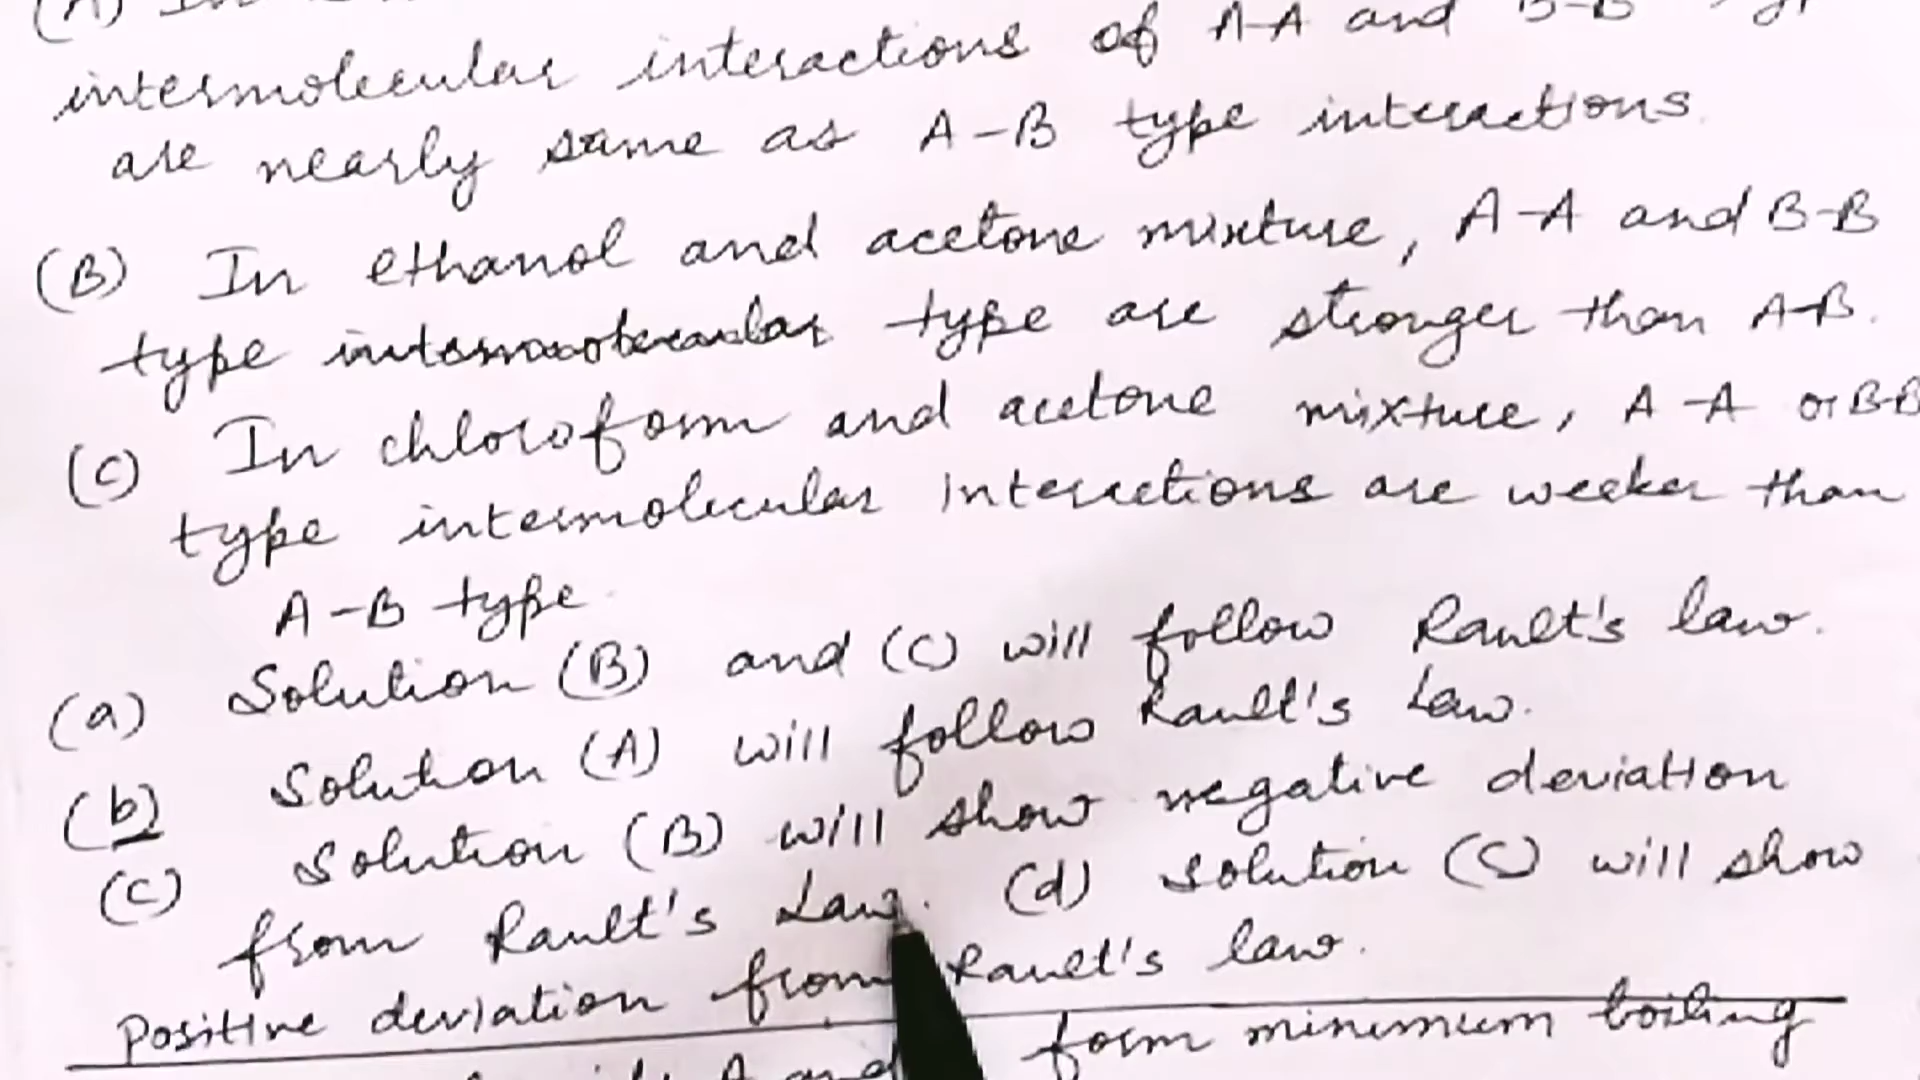 (A) In
intermolecular interactions of A-A and B-B
are nearly same as A-B type interactions.
(B) In ethanol and acetone mixture, A-A and B-B
type intermolecular type are stronger than A-B.
(C) In chloroform and acetone mixture, A-A or B-B
type intermolecular interections are weeker than
A-B type.
(a) Solution (B) and (C) will follow Rault's law.
(b) Solution (A) will follow Rault's Law.
(C) Solution (B) will show negative deviation
from Rault's Law. (d) Solution (C) will show
Positive deviation from Rault's law.
A and form minimum boiling